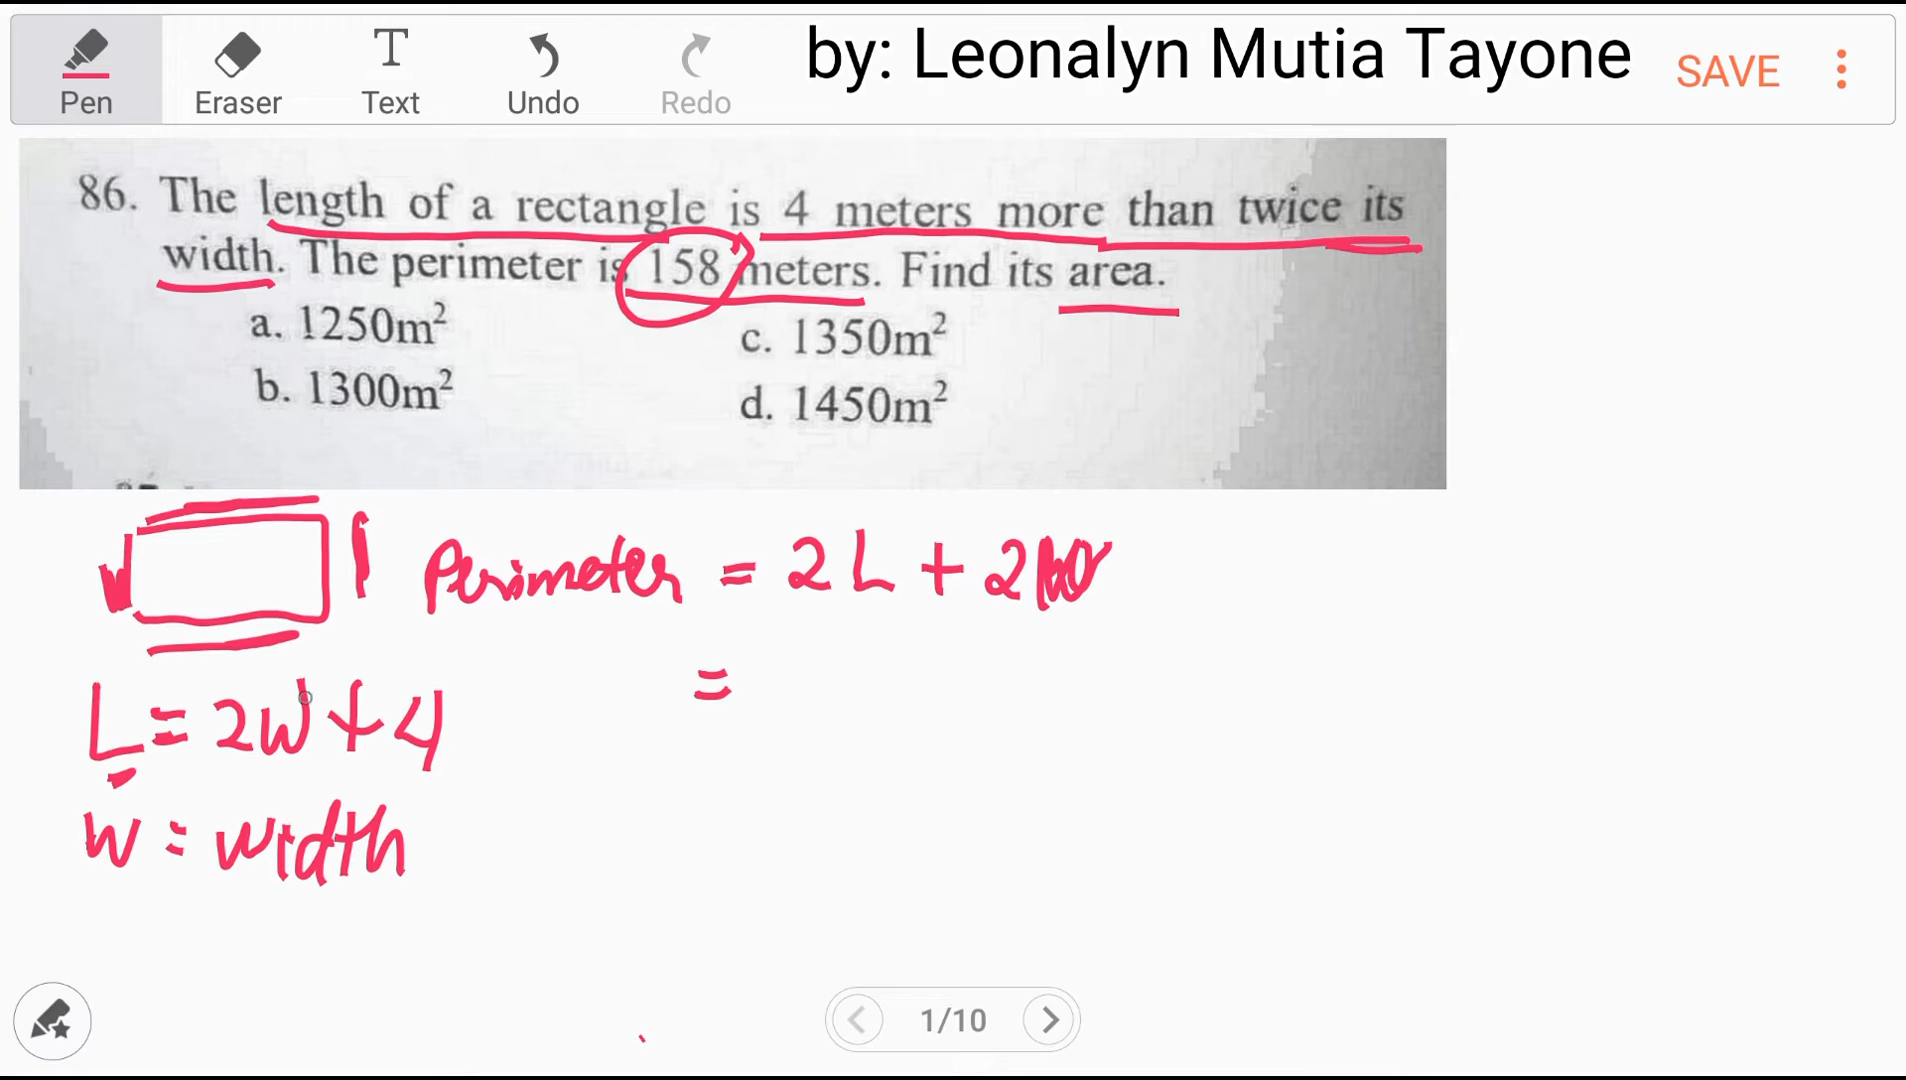 Pen
Eraser
Text
Undo
Redo
by: Leonalyn Mutia Tayone
SAVE
86. The length of a rectangle is 4 meters more than twice its
width. The perimeter is 158 meters. Find its area.
a. 1250m²
c. 1350m²
b. 1300m²
d. 1450m²
W
Perimeter = 2L + 2W
=
L = 2W + 4
W = width
1/10